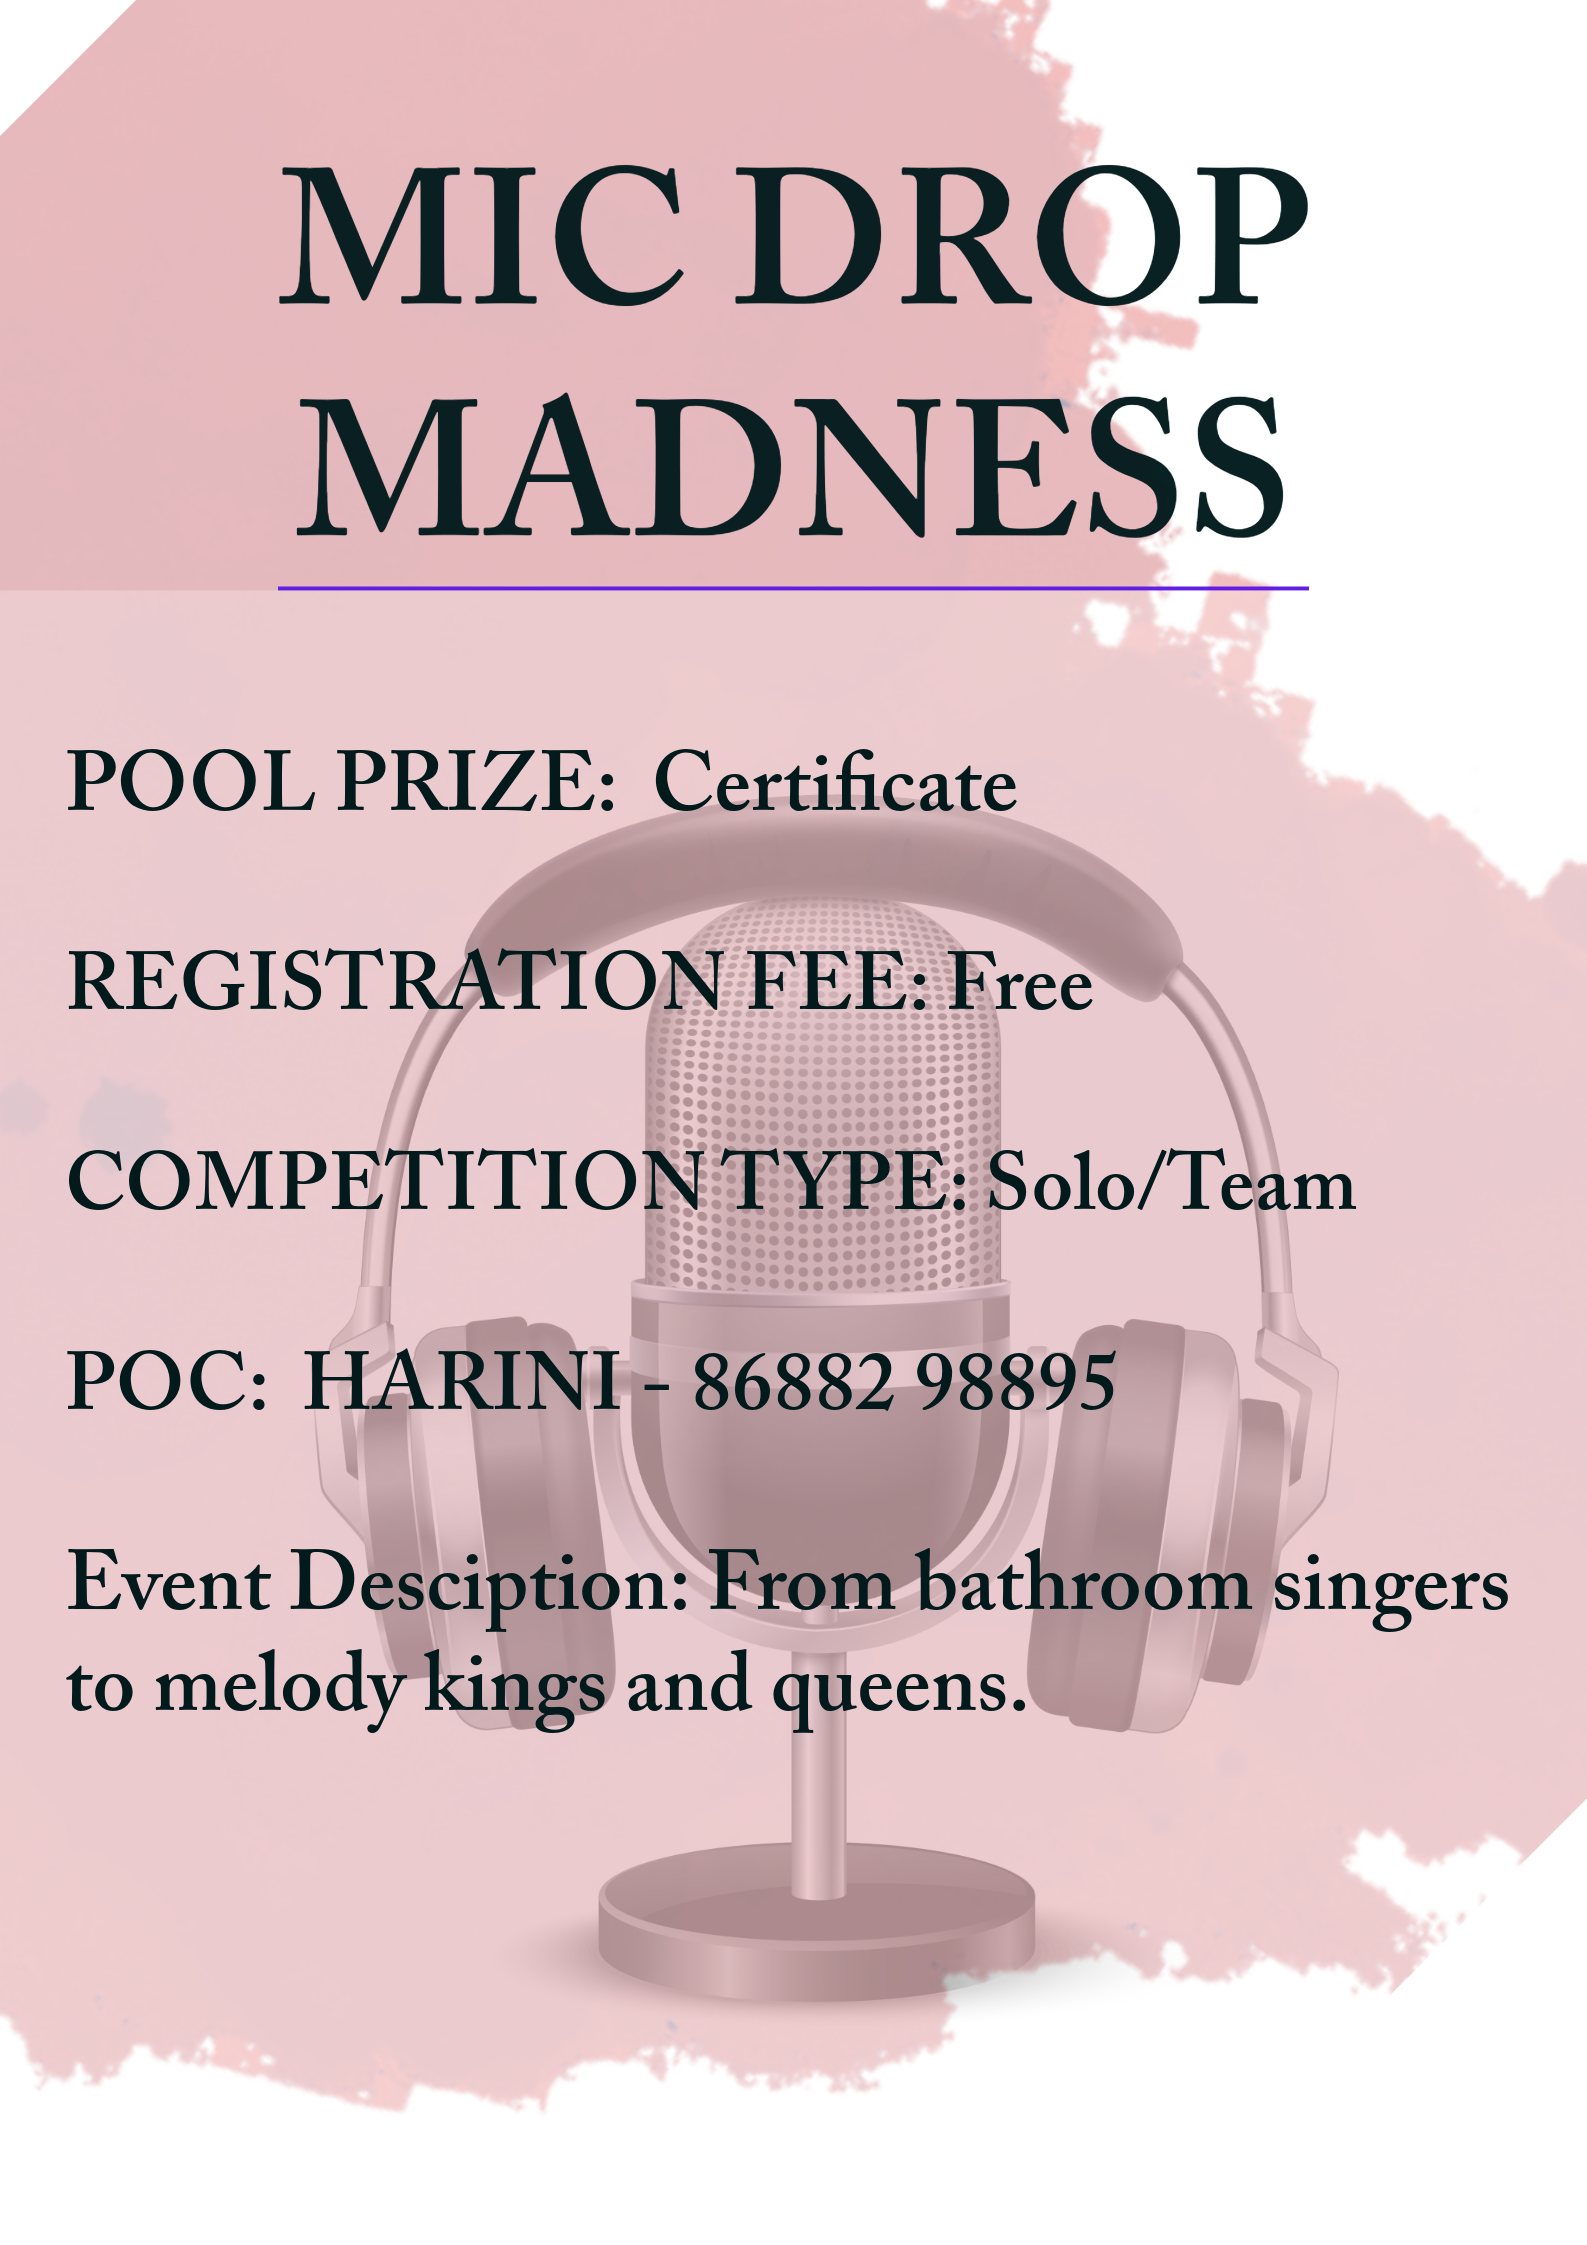 MIC DROP
MADNESS
POOL PRIZE: Certificate
REGISTRATION FEE: Free
COMPETITION TYPE: Solo/Team
POC: HARINI - 86882 98895
Event Desciption: From bathroom singers
to melody kings and queens.